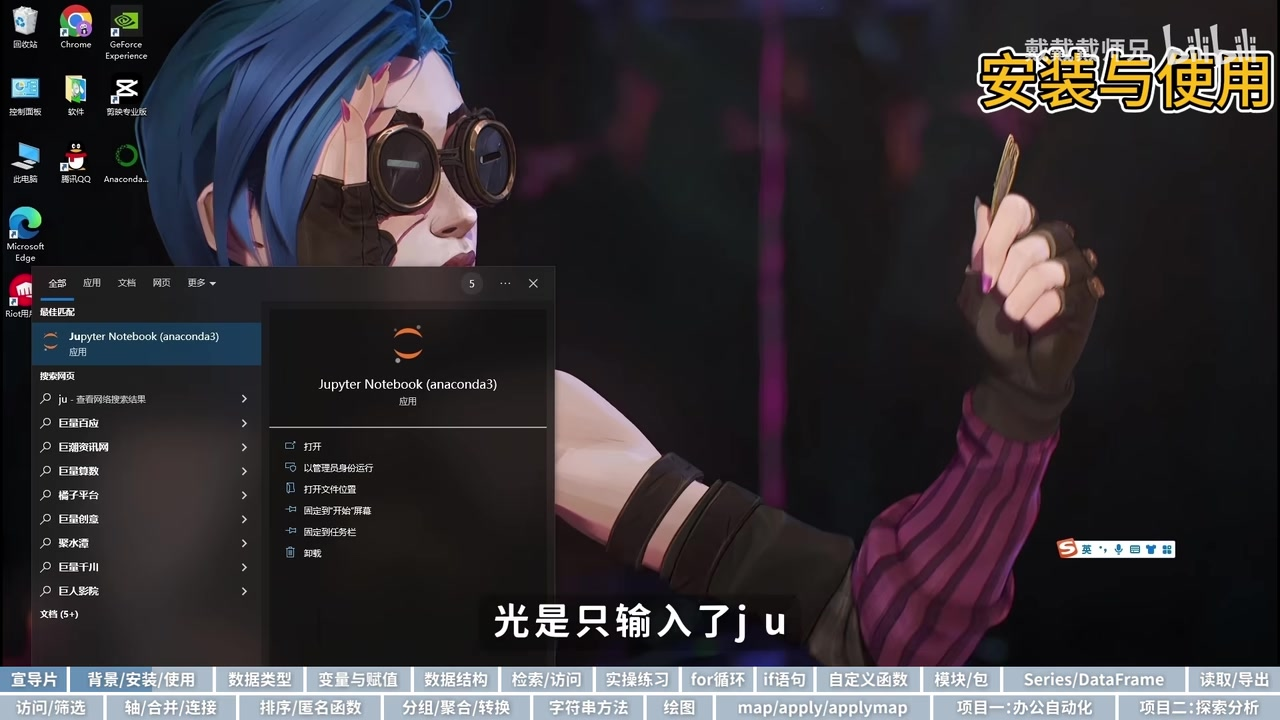 回收站
Chrome
GeForce
Experience
戴戴戴师兄 bilibili
安装与使用
控制面板
软件
剪映专业版
此电脑
腾讯QQ
Anaconda...
Microsoft
Edge
全部 应用 文档 网页 更多 5 ...
最佳匹配
Jupyter Notebook (anaconda3)
应用
搜索网页
ju - 查看网络搜索结果
巨量百应
巨潮资讯网
巨量算数
橘子平台
巨量创意
聚水潭
巨量千川
巨人影院
文档 (5+)
Jupyter Notebook (anaconda3)
应用
打开
以管理员身份运行
打开文件位置
固定到"开始"屏幕
固定到任务栏
卸载
英
光是只输入了ju
宣导片 背景/安装/使用 数据类型 变量与赋值 数据结构 检索/访问 实操练习 for循环 if语句 自定义函数 模块/包 Series/DataFrame 读取/导出
访问/筛选 轴/合并/连接 排序/匿名函数 分组/聚合/转换 字符串方法 绘图 map/apply/applymap 项目一:办公自动化 项目二:探索分析